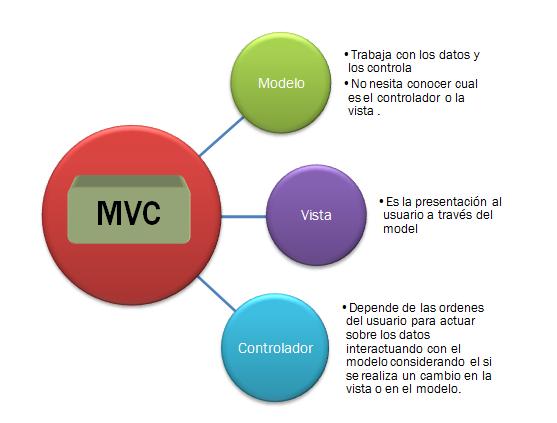 MVC
Modelo
•Trabaja con los datos y
los controla
•No nesita conocer cual
es el controlador o la
vista .
Vista
•Es la presentación al
usuario a través del
model
Controlador
•Depende de las ordenes
del usuario para actuar
sobre los datos
interactuando con el
modelo considerando el si
se realiza un cambio en la
vista o en el modelo.